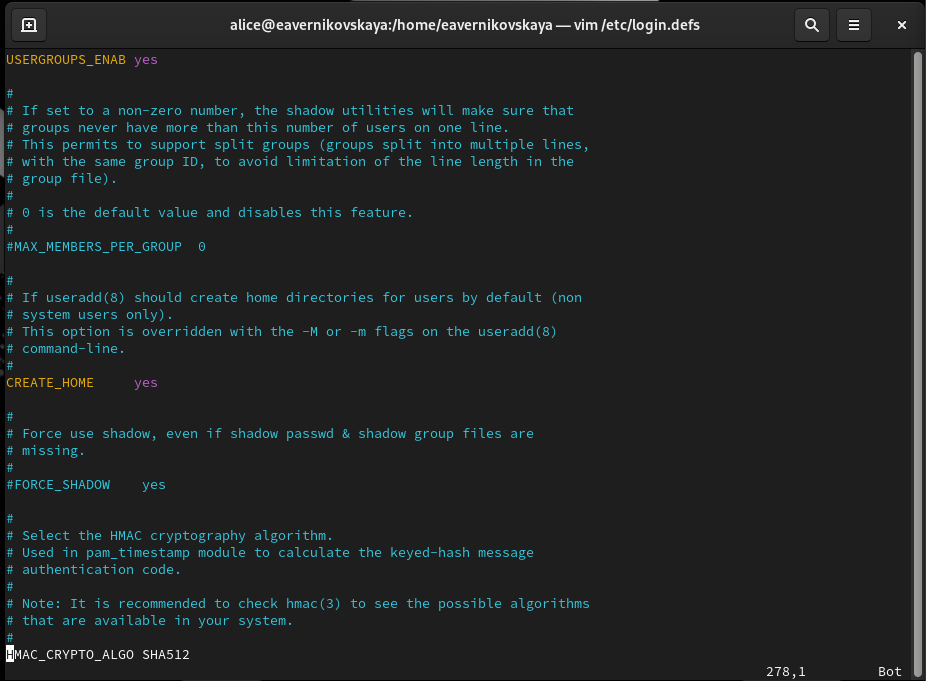 alice@eavernikovskaya:/home/eavernikovskaya — vim /etc/login.defs
USERGROUPS_ENAB yes
#
# If set to a non-zero number, the shadow utilities will make sure that
# groups never have more than this number of users on one line.
# This permits to support split groups (groups split into multiple lines,
# with the same group ID, to avoid limitation of the line length in the
# group file).
#
# 0 is the default value and disables this feature.
#
#MAX_MEMBERS_PER_GROUP  0
#
# If useradd(8) should create home directories for users by default (non
# system users only).
# This option is overridden with the -M or -m flags on the useradd(8)
# command-line.
#
CREATE_HOME     yes
#
# Force use shadow, even if shadow passwd & shadow group files are
# missing.
#
#FORCE_SHADOW    yes
#
# Select the HMAC cryptography algorithm.
# Used in pam_timestamp module to calculate the keyed-hash message
# authentication code.
#
# Note: It is recommended to check hmac(3) to see the possible algorithms
# that are available in your system.
#
HMAC_CRYPTO_ALGO SHA512
278,1         Bot